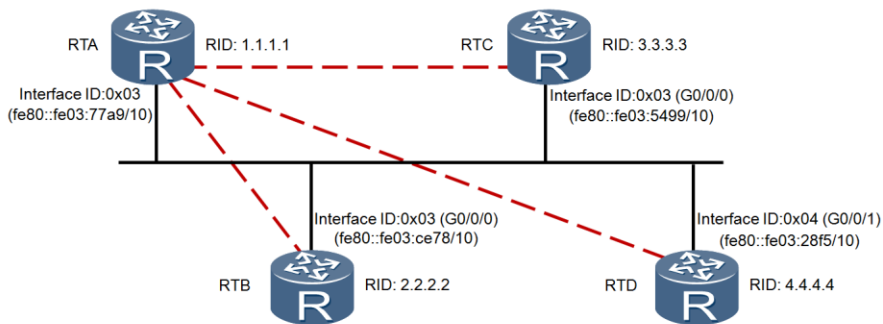 RTA
RID: 1.1.1.1
RTC
RID: 3.3.3.3
R
R
Interface ID:0x03
(fe80::fe03:77a9/10)
Interface ID:0x03 (G0/0/0)
(fe80::fe03:5499/10)
Interface ID:0x03 (G0/0/0)
(fe80::fe03:ce78/10)
Interface ID:0x04 (G0/0/1)
(fe80::fe03:28f5/10)
RTB
R
RID: 2.2.2.2
RTD
R
RID: 4.4.4.4